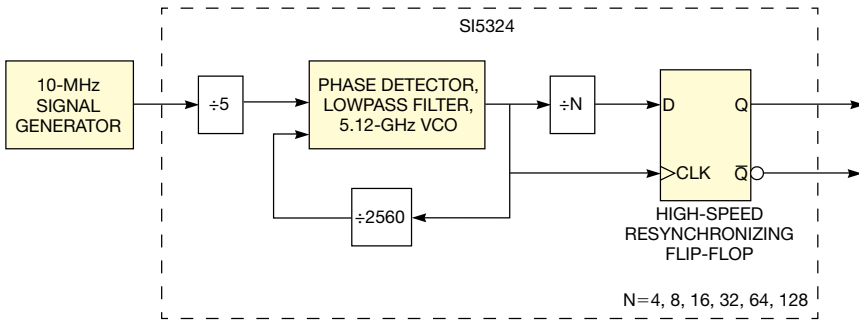 SI5324
10-MHz
SIGNAL
GENERATOR
÷5
PHASE DETECTOR,
LOWPASS FILTER,
5.12-GHz VCO
÷N
D
Q
CLK
Q̅
÷2560
HIGH-SPEED
RESYNCHRONIZING
FLIP-FLOP
N=4, 8, 16, 32, 64, 128